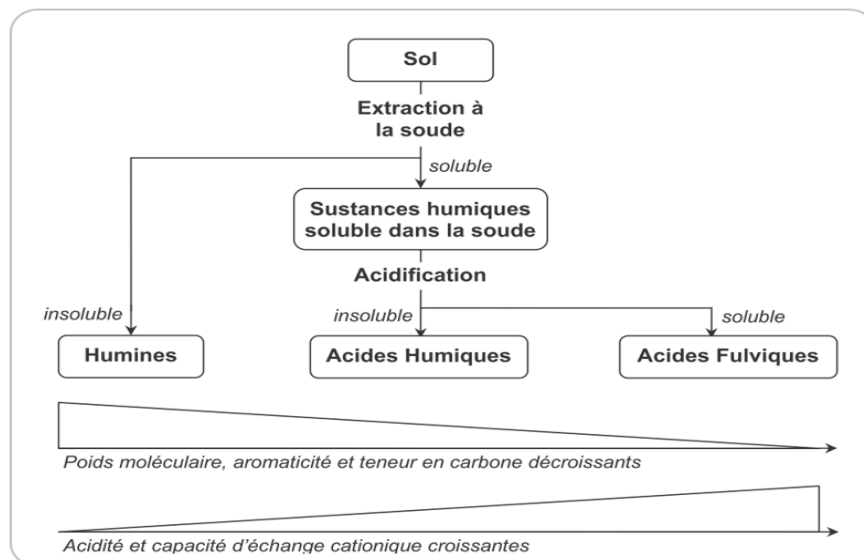 Sol
Extraction à
la soude
soluble
Sustances humiques
soluble dans la soude
Acidification
insoluble
insoluble
soluble
Humines
Acides Humiques
Acides Fulviques
Poids moléculaire, aromaticité et teneur en carbone décroissants
Acidité et capacité d'échange cationique croissantes